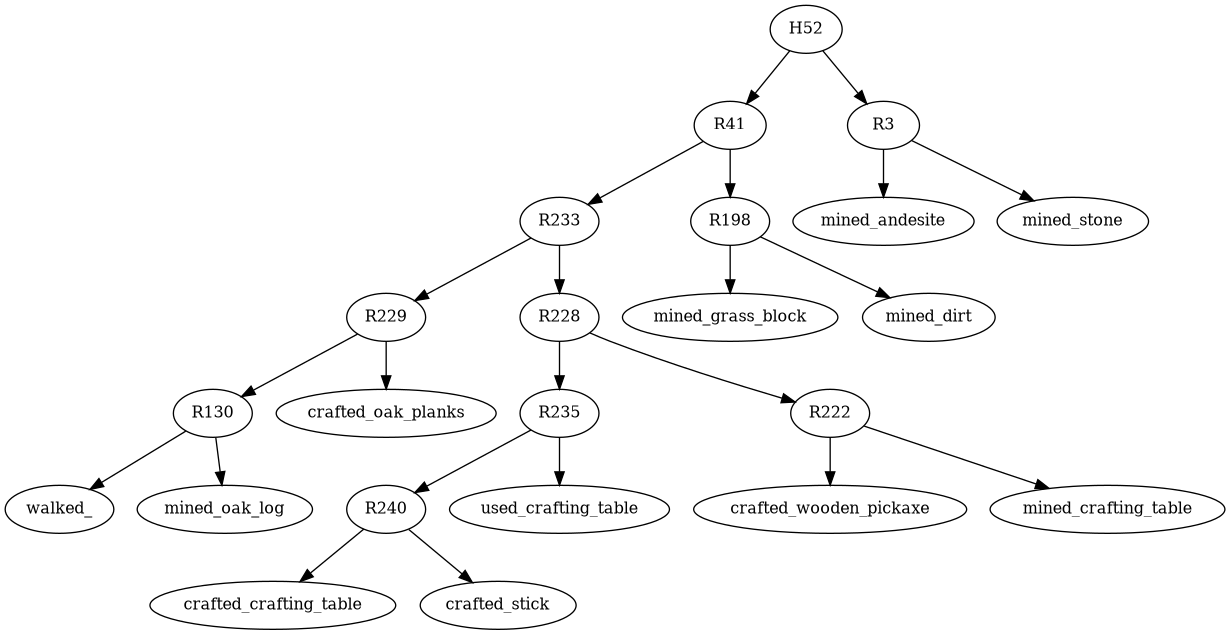 H52
R41
R3
R233
R198
mined_andesite
mined_stone
R229
R228
mined_grass_block
mined_dirt
R130
crafted_oak_planks
R235
R222
walked_
mined_oak_log
R240
used_crafting_table
crafted_wooden_pickaxe
mined_crafting_table
crafted_crafting_table
crafted_stick